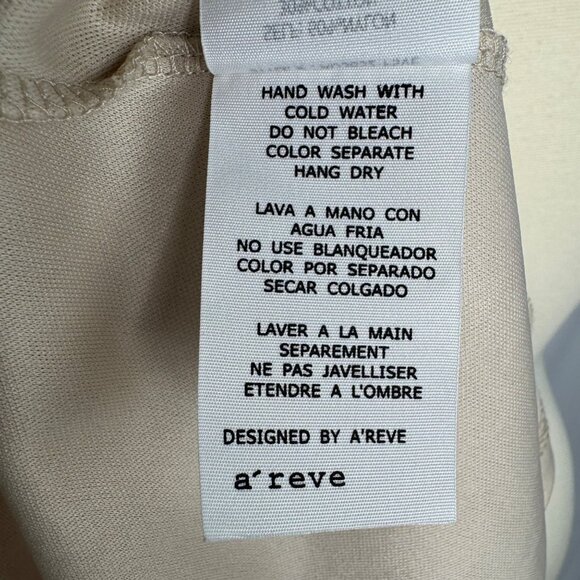 HAND WASH WITH
COLD WATER
DO NOT BLEACH
COLOR SEPARATE
HANG DRY
LAVA A MANO CON
AGUA FRIA
NO USE BLANQUEADOR
COLOR POR SEPARADO
SECAR COLGADO
LAVER A LA MAIN
SEPAREMENT
NE PAS JAVELLISER
ETENDRE A L'OMBRE
DESIGNED BY A'REVE
a´reve